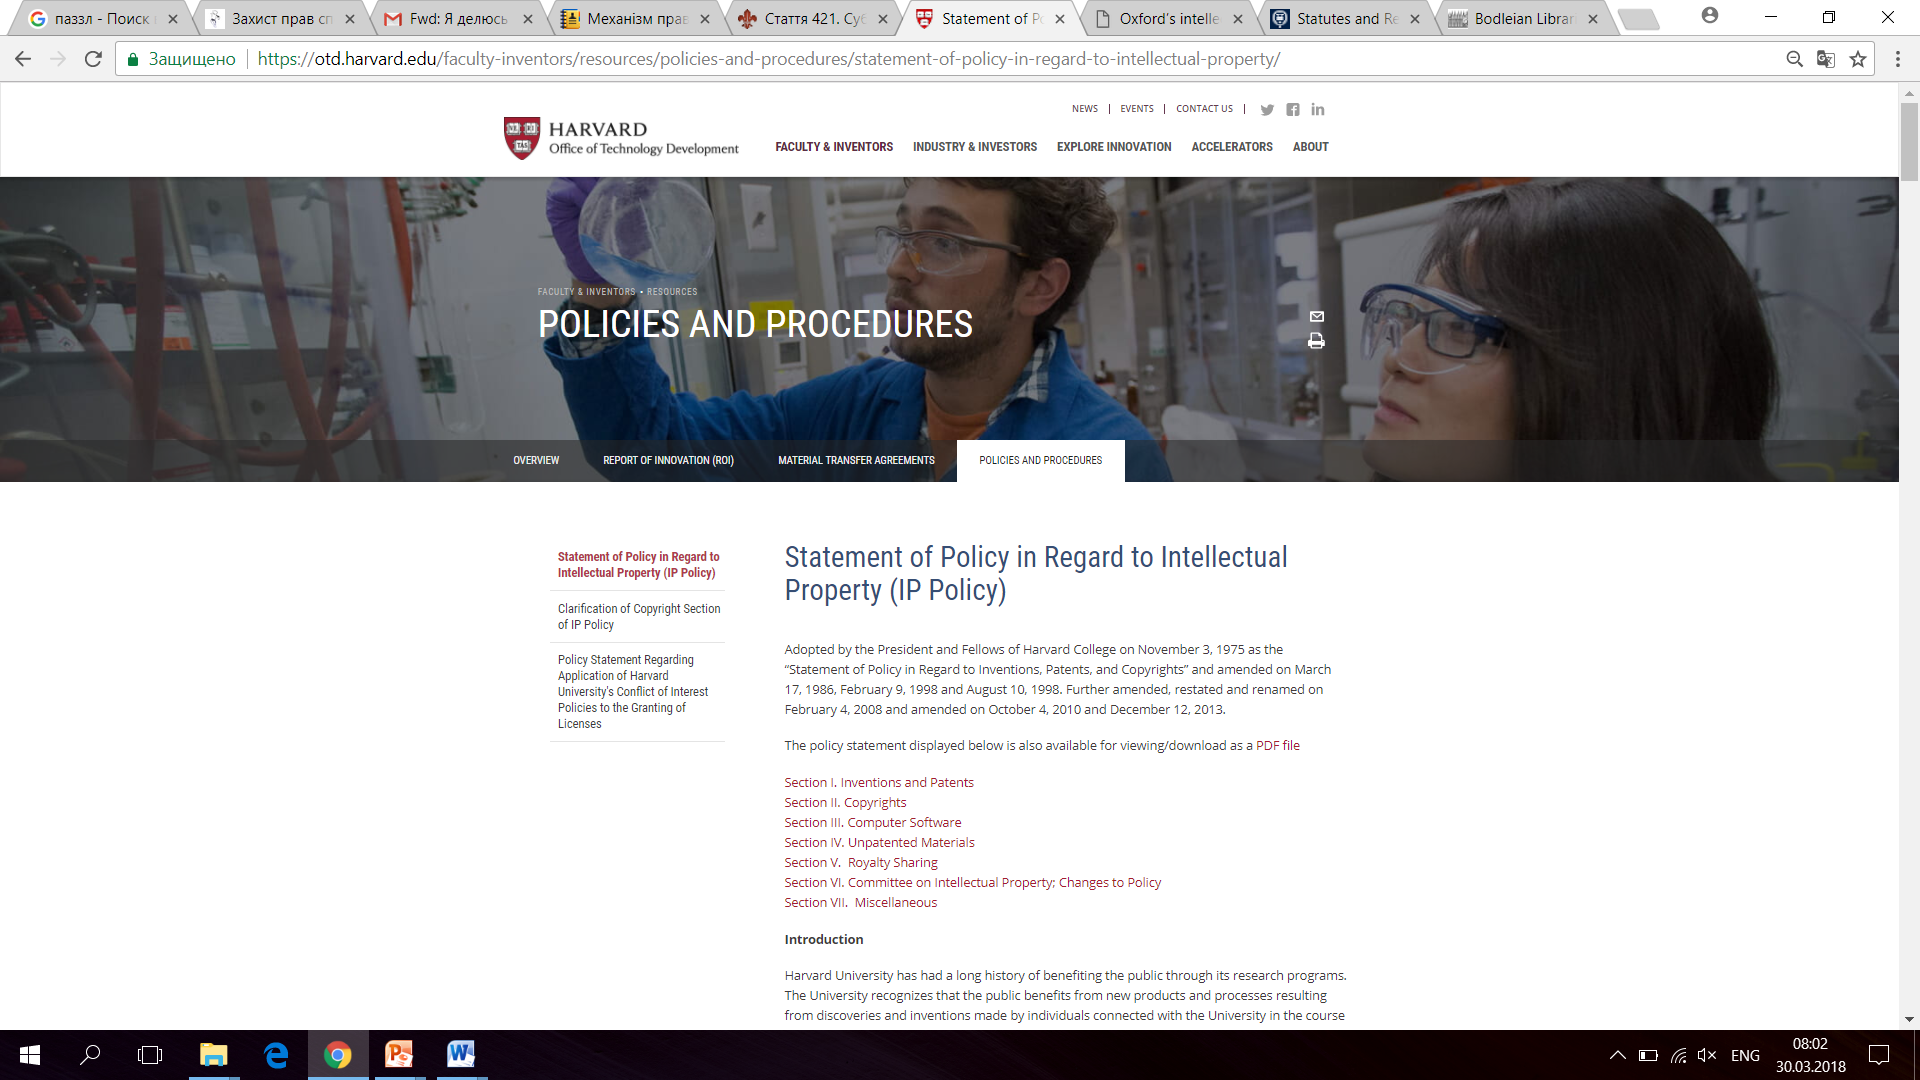 паззл - Поиск
Захист прав сп
Fwd: Я делюсь
Механізм прав
Стаття 421. Су
Statement of Po
Oxford's intelle
Statutes and Re
Bodleian Librar
Защищено
https://otd.harvard.edu/faculty-inventors/resources/policies-and-procedures/statement-of-policy-in-regard-to-intellectual-property/
NEWS | EVENTS | CONTACT US |
HARVARD
Office of Technology Development
FACULTY & INVENTORS INDUSTRY & INVESTORS EXPLORE INNOVATION ACCELERATORS ABOUT
FACULTY & INVENTORS • RESOURCES
POLICIES AND PROCEDURES
OVERVIEW REPORT OF INNOVATION (ROI) MATERIAL TRANSFER AGREEMENTS POLICIES AND PROCEDURES
Statement of Policy in Regard to
Intellectual Property (IP Policy)
Clarification of Copyright Section
of IP Policy
Policy Statement Regarding
Application of Harvard
University's Conflict of Interest
Policies to the Granting of
Licenses
Statement of Policy in Regard to Intellectual
Property (IP Policy)
Adopted by the President and Fellows of Harvard College on November 3, 1975 as the
“Statement of Policy in Regard to Inventions, Patents, and Copyrights” and amended on March
17, 1986, February 9, 1998 and August 10, 1998. Further amended, restated and renamed on
February 4, 2008 and amended on October 4, 2010 and December 12, 2013.
The policy statement displayed below is also available for viewing/download as a PDF file
Section I. Inventions and Patents
Section II. Copyrights
Section III. Computer Software
Section IV. Unpatented Materials
Section V. Royalty Sharing
Section VI. Committee on Intellectual Property; Changes to Policy
Section VII. Miscellaneous
Introduction
Harvard University has had a long history of benefiting the public through its research programs.
The University recognizes that the public benefits from new products and processes resulting
from discoveries and inventions made by individuals connected with the University in the course
ENG
08:02
30.03.2018